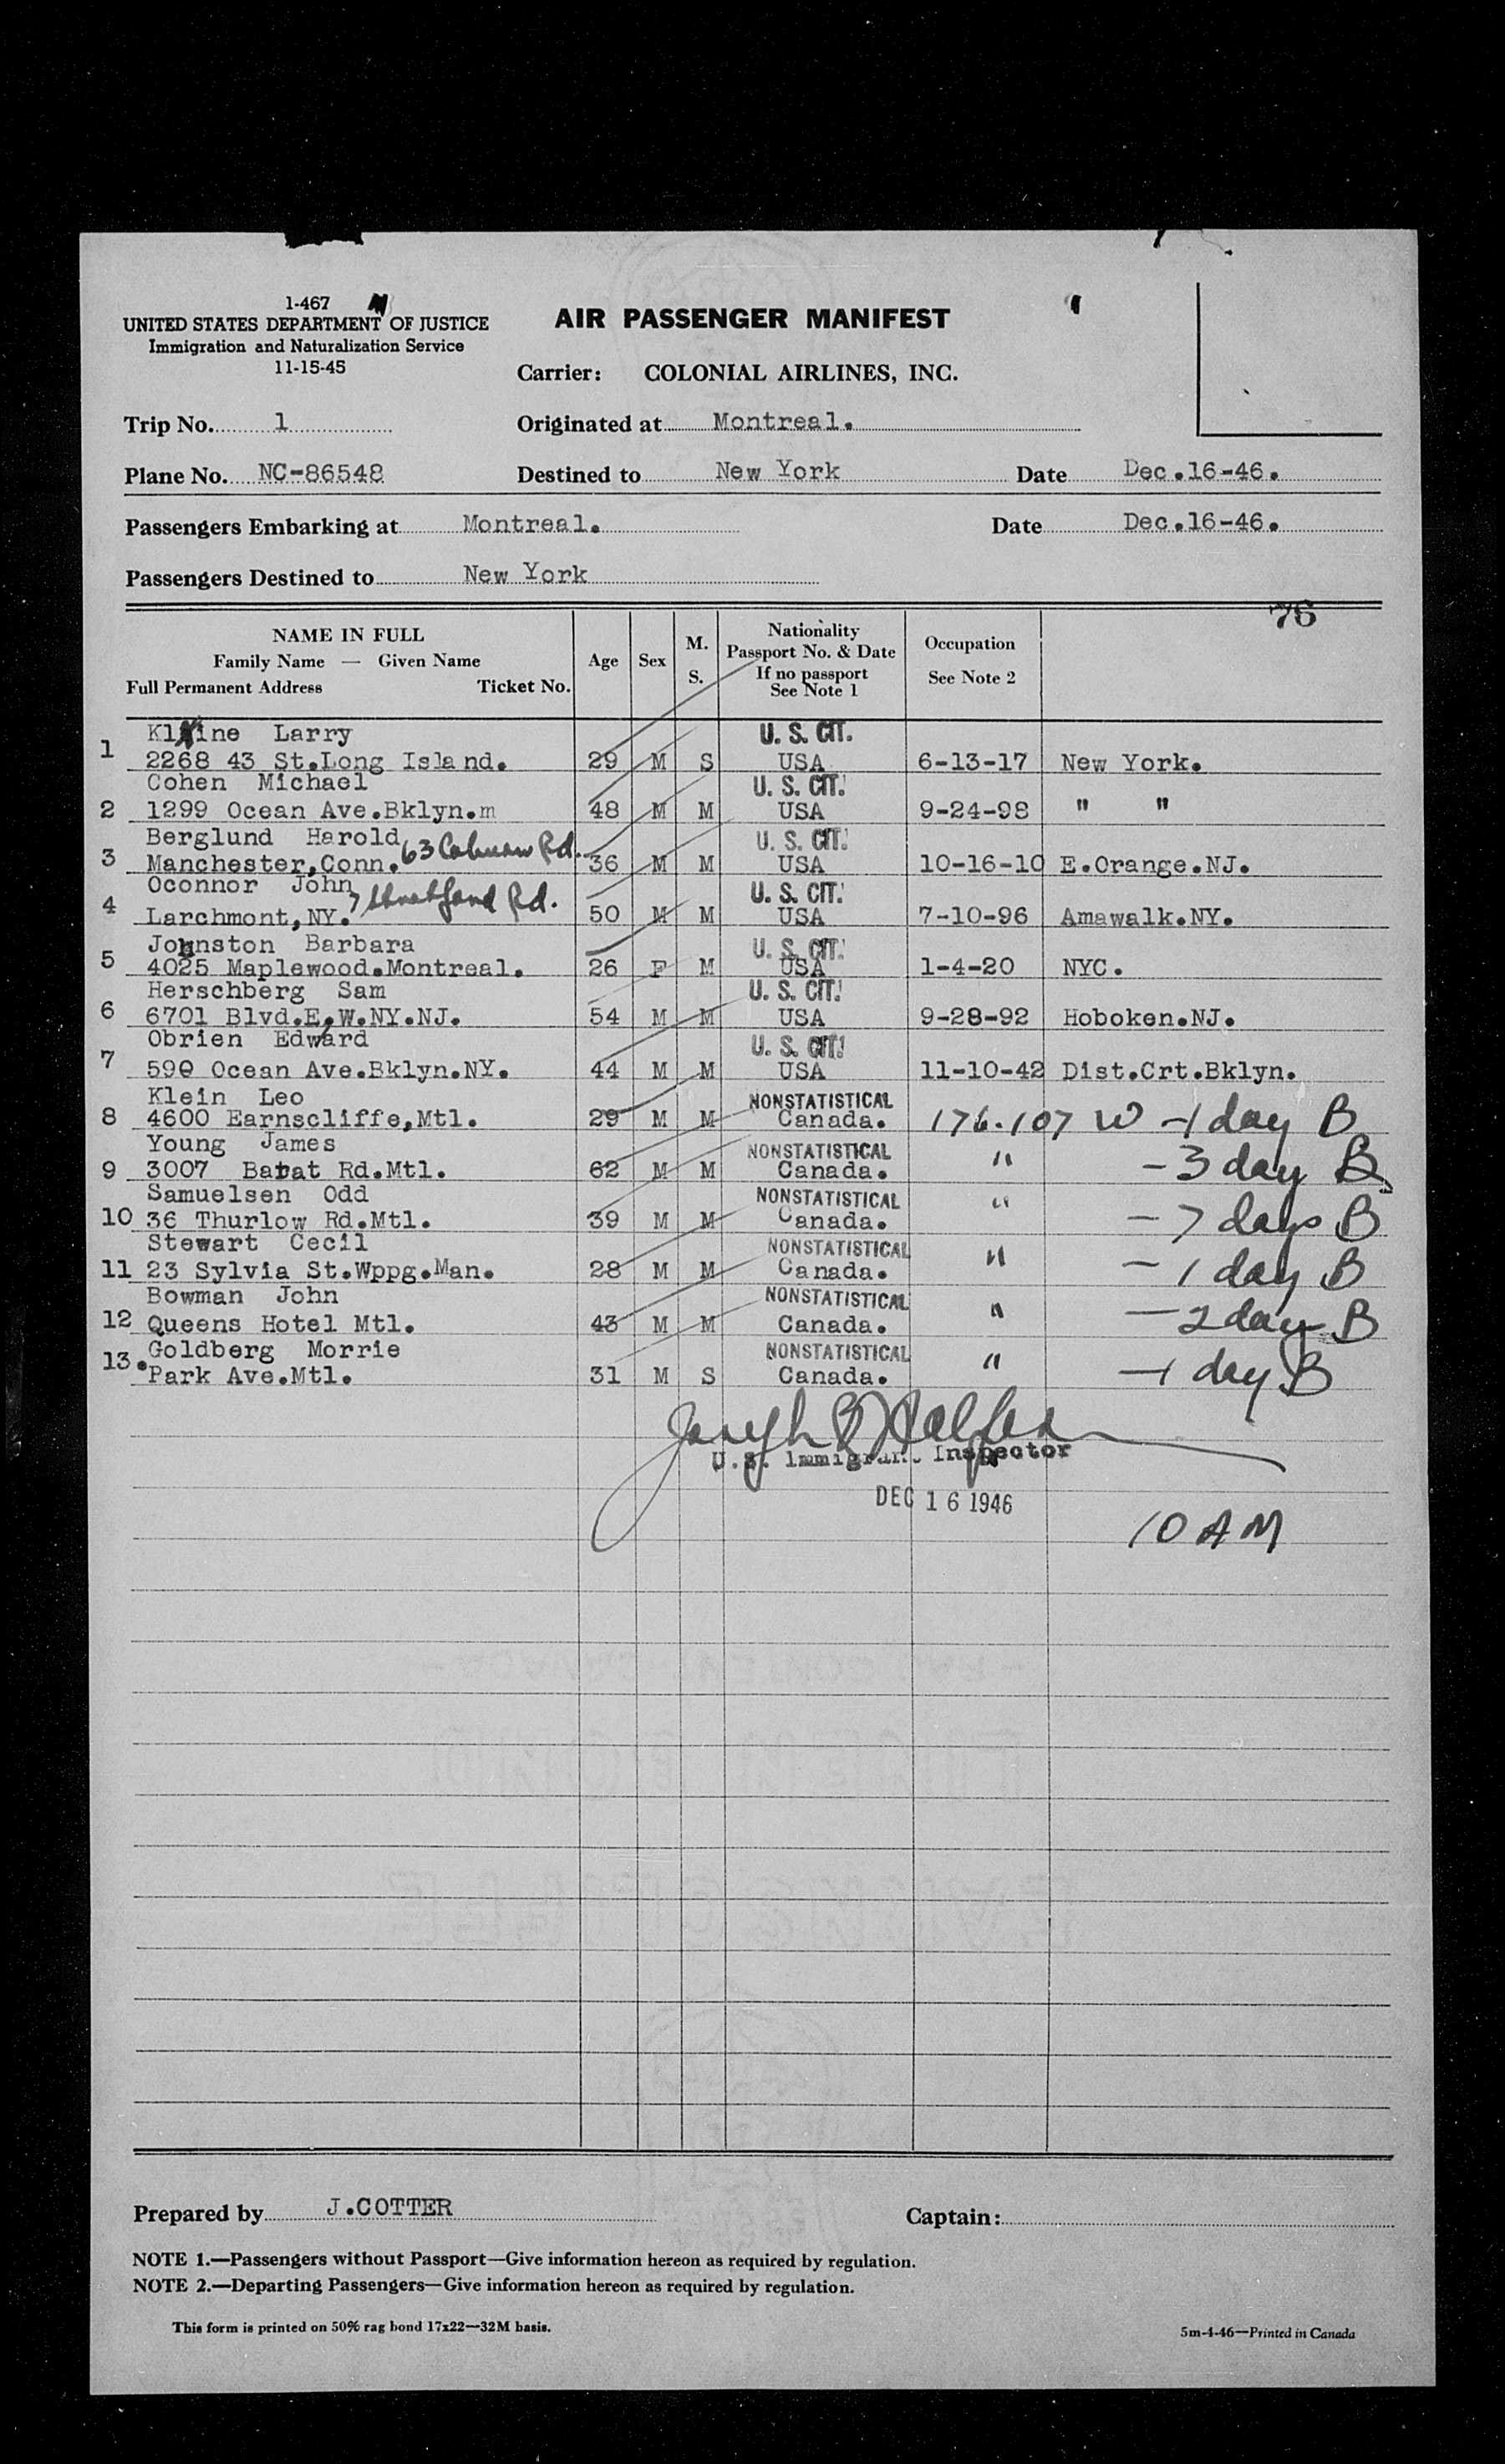 1-467
UNITED STATES DEPARTMENT OF JUSTICE
Immigration and Naturalization Service
11-15-45
AIR PASSENGER MANIFEST
Carrier: COLONIAL AIRLINES, INC.
Trip No. 1 Originated at Montreal.
Plane No. NC-86548 Destined to New York Date Dec.16-46.
Passengers Embarking at Montreal. Date Dec.16-46.
Passengers Destined to New York
76
NAME IN FULL
Family Name — Given Name
Full Permanent Address Ticket No.
Age
Sex
M.
S.
Nationality
Passport No. & Date
If no passport
See Note 1
Occupation
See Note 2
Kline Larry U. S. CIT.
1 2268 43 St.Long Island. 29 M S USA 6-13-17 New York.
Cohen Michael U. S. CIT.
2 1299 Ocean Ave.Bklyn.m 48 M M USA 9-24-98 " "
Berglund Harold 63 Rd. U. S. CIT.
3 Manchester,Conn. 36 M M USA 10-16-10 E.Orange.NJ.
Oconnor John 7 Stratford Rd. U. S. CIT.
4 Larchmont,NY. 50 M M USA 7-10-96 Amawalk.NY.
Johnston Barbara U. S. CIT.
5 4025 Maplewood.Montreal. 26 F M USA 1-4-20 NYC.
Herschberg Sam U. S. CIT.
6 6701 Blvd.E.W.NY.NJ. 54 M M USA 9-28-92 Hoboken.NJ.
Obrien Edward U. S. CIT.
7 590 Ocean Ave.Bklyn.NY. 44 M M USA 11-10-42 Dist.Crt.Bklyn.
Klein Leo NONSTATISTICAL
8 4600 Earnscliffe,Mtl. 29 M M Canada. 176.107 W -1 day B
Young James NONSTATISTICAL
9 3007 Barat Rd.Mtl. 62 M M Canada. " - 3 day B
Samuelsen Odd NONSTATISTICAL
10 36 Thurlow Rd.Mtl. 39 M M Canada. " - 7 days B
Stewart Cecil NONSTATISTICAL
11 23 Sylvia St.Wppg.Man. 28 M M Canada. " - 1 day B
Bowman John NONSTATISTICAL
12 Queens Hotel Mtl. 43 M M Canada. " - 2 day B
Goldberg Morrie NONSTATISTICAL
13. Park Ave.Mtl. 31 M S Canada. " -1 day B
Joseph
U.S. Immigrant Inspector
DEC 16 1946
10 AM
Prepared by J.COTTER Captain:
NOTE 1.—Passengers without Passport—Give information hereon as required by regulation.
NOTE 2.—Departing Passengers—Give information hereon as required by regulation.
This form is printed on 50% rag bond 17x22—32M basis.
5m-4-46—Printed in Canada